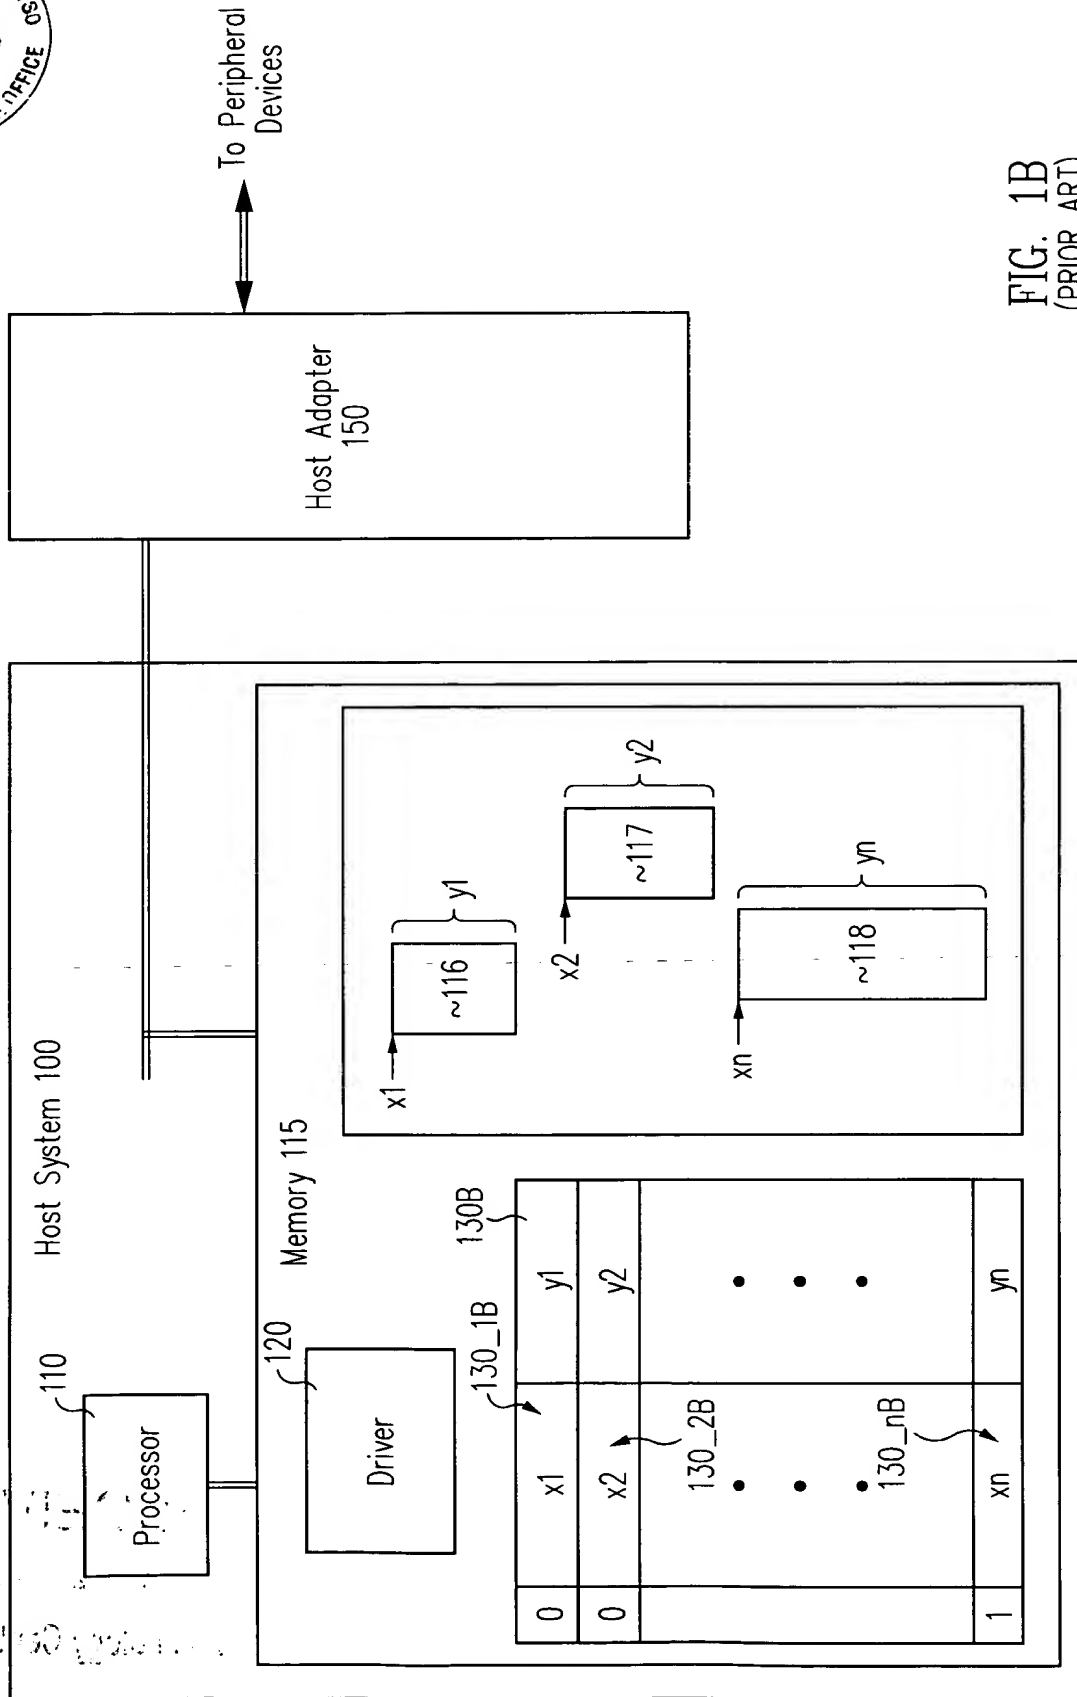 OFFICE
To Peripheral
Devices
Host Adapter
150
Host System 100
110
Processor
Memory 115
120
Driver
130_1B
130B
0 x1 y1
0 x2 y2
130_2B
130_nB
1 xn yn
x1
~116
y1
x2
~117
y2
xn
~118
yn
FIG. 1B
(PRIOR ART)